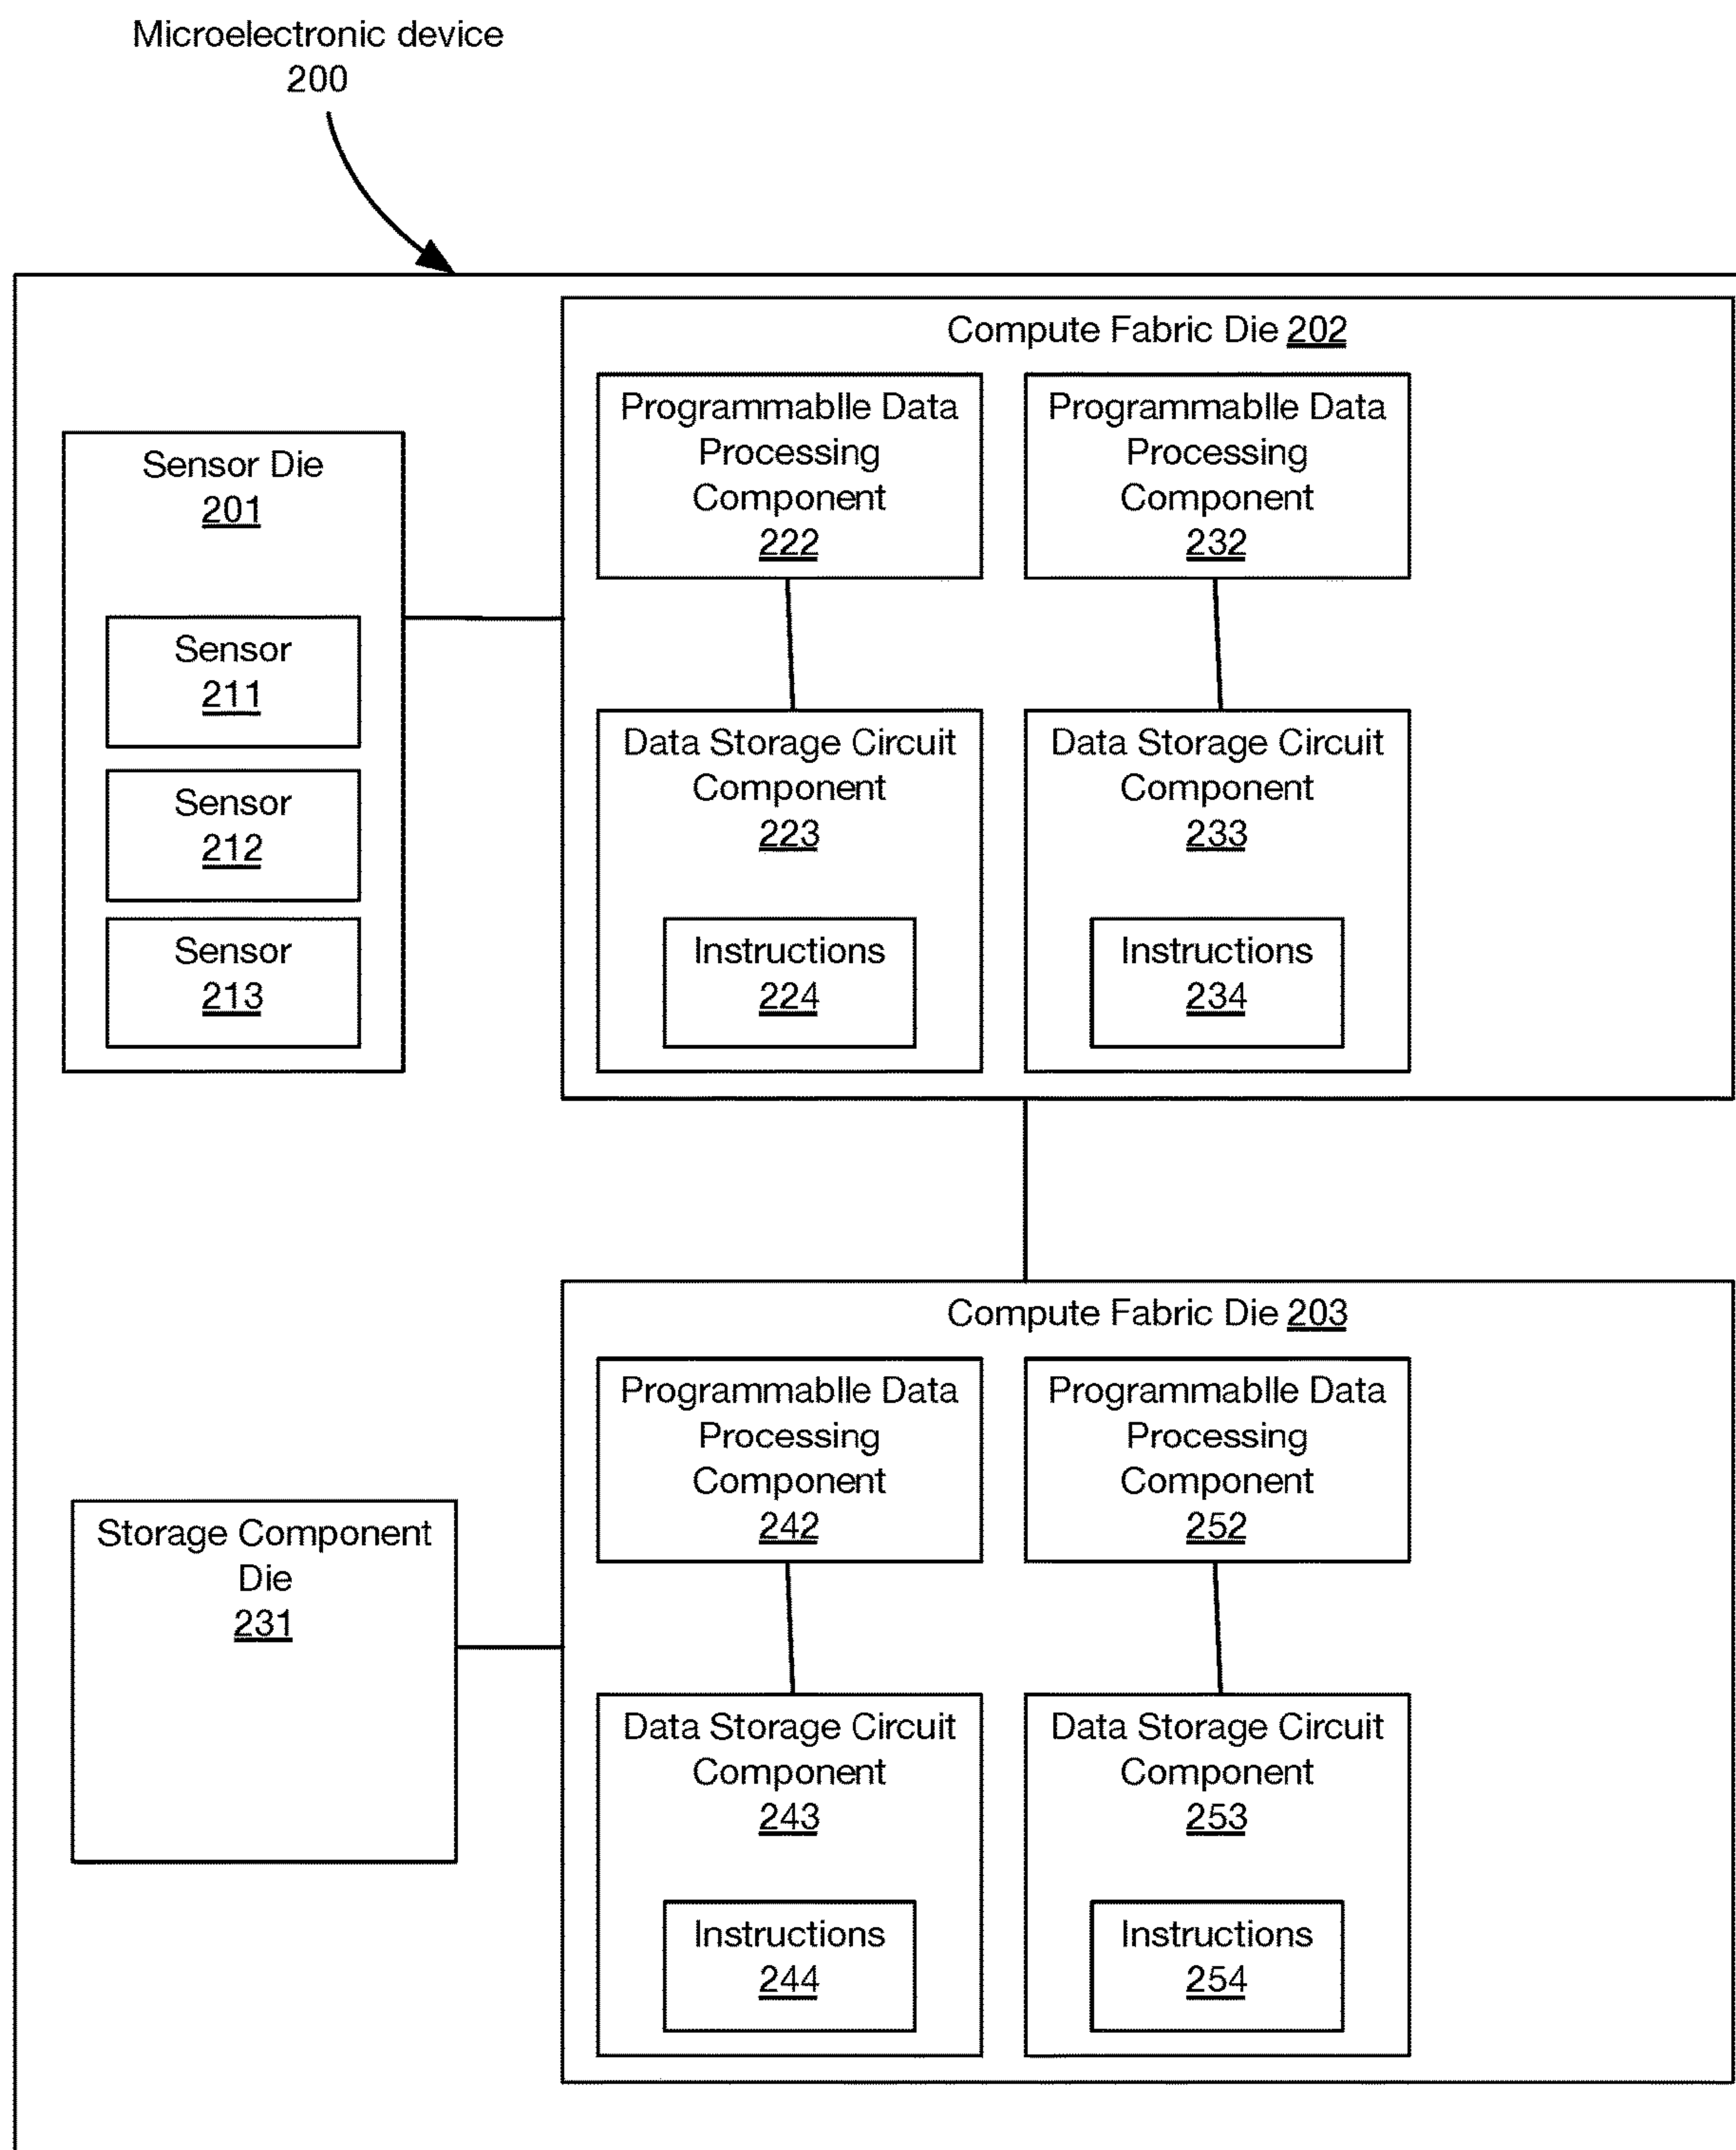 Microelectronic device
200
Compute Fabric Die 202
Programmablle Data
Processing
Component
222
Programmablle Data
Processing
Component
232
Sensor Die
201
Sensor
211
Sensor
212
Sensor
213
Data Storage Circuit
Component
223
Instructions
224
Data Storage Circuit
Component
233
Instructions
234
Compute Fabric Die 203
Programmablle Data
Processing
Component
242
Programmablle Data
Processing
Component
252
Storage Component
Die
231
Data Storage Circuit
Component
243
Instructions
244
Data Storage Circuit
Component
253
Instructions
254